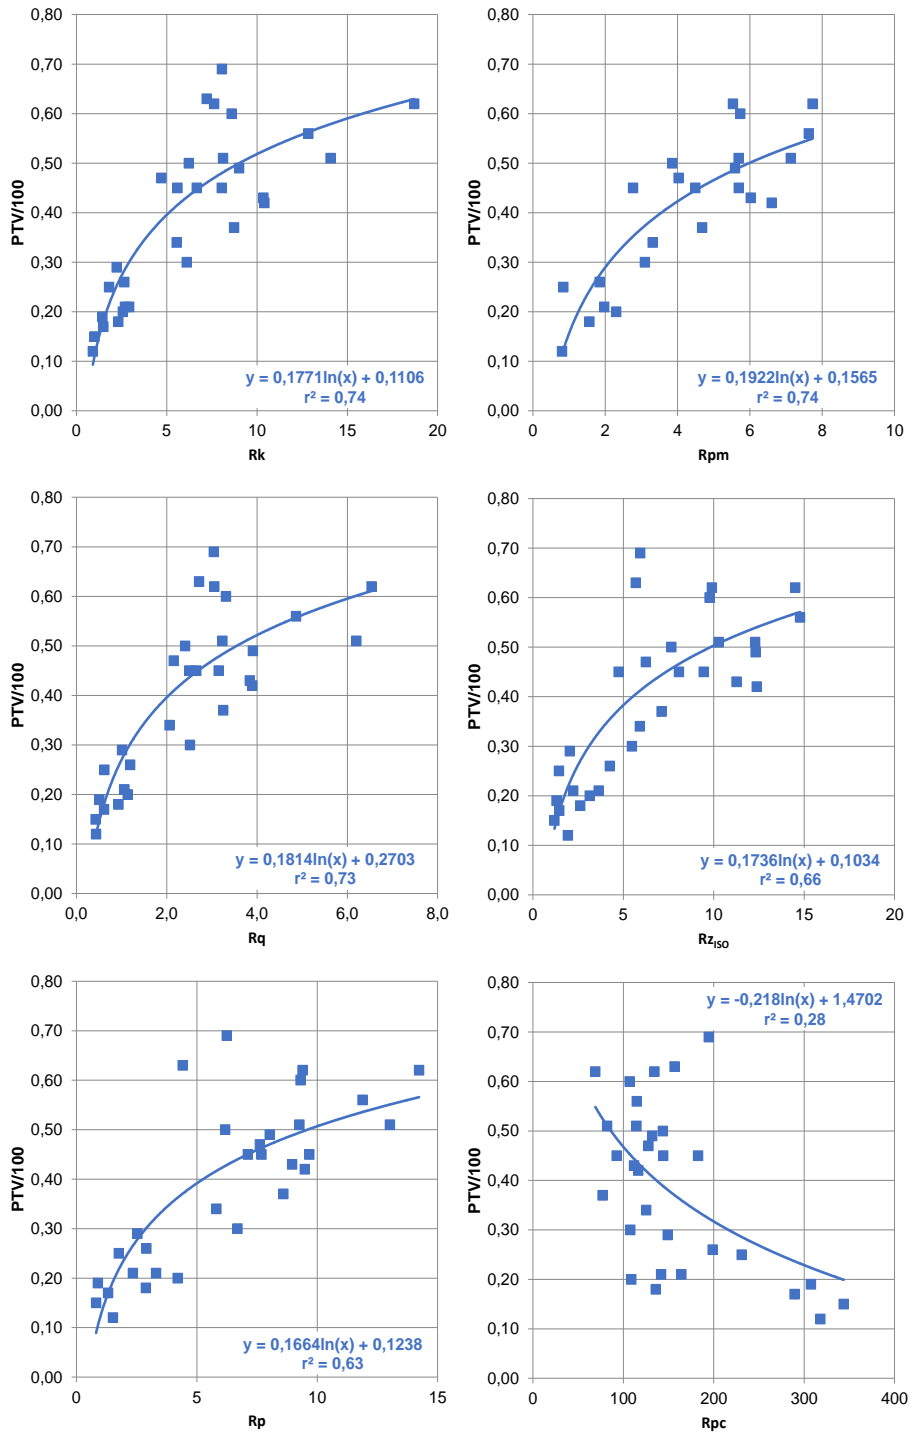 0,80
0,70
0,60
0,50
0,40
0,30
0,20
0,10
0,00
PTV/100
y = 0,1771ln(x) + 0,1106
r² = 0,74
0 5 10 15 20
Rk
0,80
0,70
0,60
0,50
0,40
0,30
0,20
0,10
0,00
PTV/100
y = 0,1922ln(x) + 0,1565
r² = 0,74
0 2 4 6 8 10
Rpm
0,80
0,70
0,60
0,50
0,40
0,30
0,20
0,10
0,00
PTV/100
y = 0,1814ln(x) + 0,2703
r² = 0,73
0,0 2,0 4,0 6,0 8,0
Rq
0,80
0,70
0,60
0,50
0,40
0,30
0,20
0,10
0,00
PTV/100
y = 0,1736ln(x) + 0,1034
r² = 0,66
0 5 10 15 20
RzISO
0,80
0,70
0,60
0,50
0,40
0,30
0,20
0,10
0,00
PTV/100
y = 0,1664ln(x) + 0,1238
r² = 0,63
0 5 10 15
Rp
0,80
0,70
0,60
0,50
0,40
0,30
0,20
0,10
0,00
PTV/100
y = -0,218ln(x) + 1,4702
r² = 0,28
0 100 200 300 400
Rpc